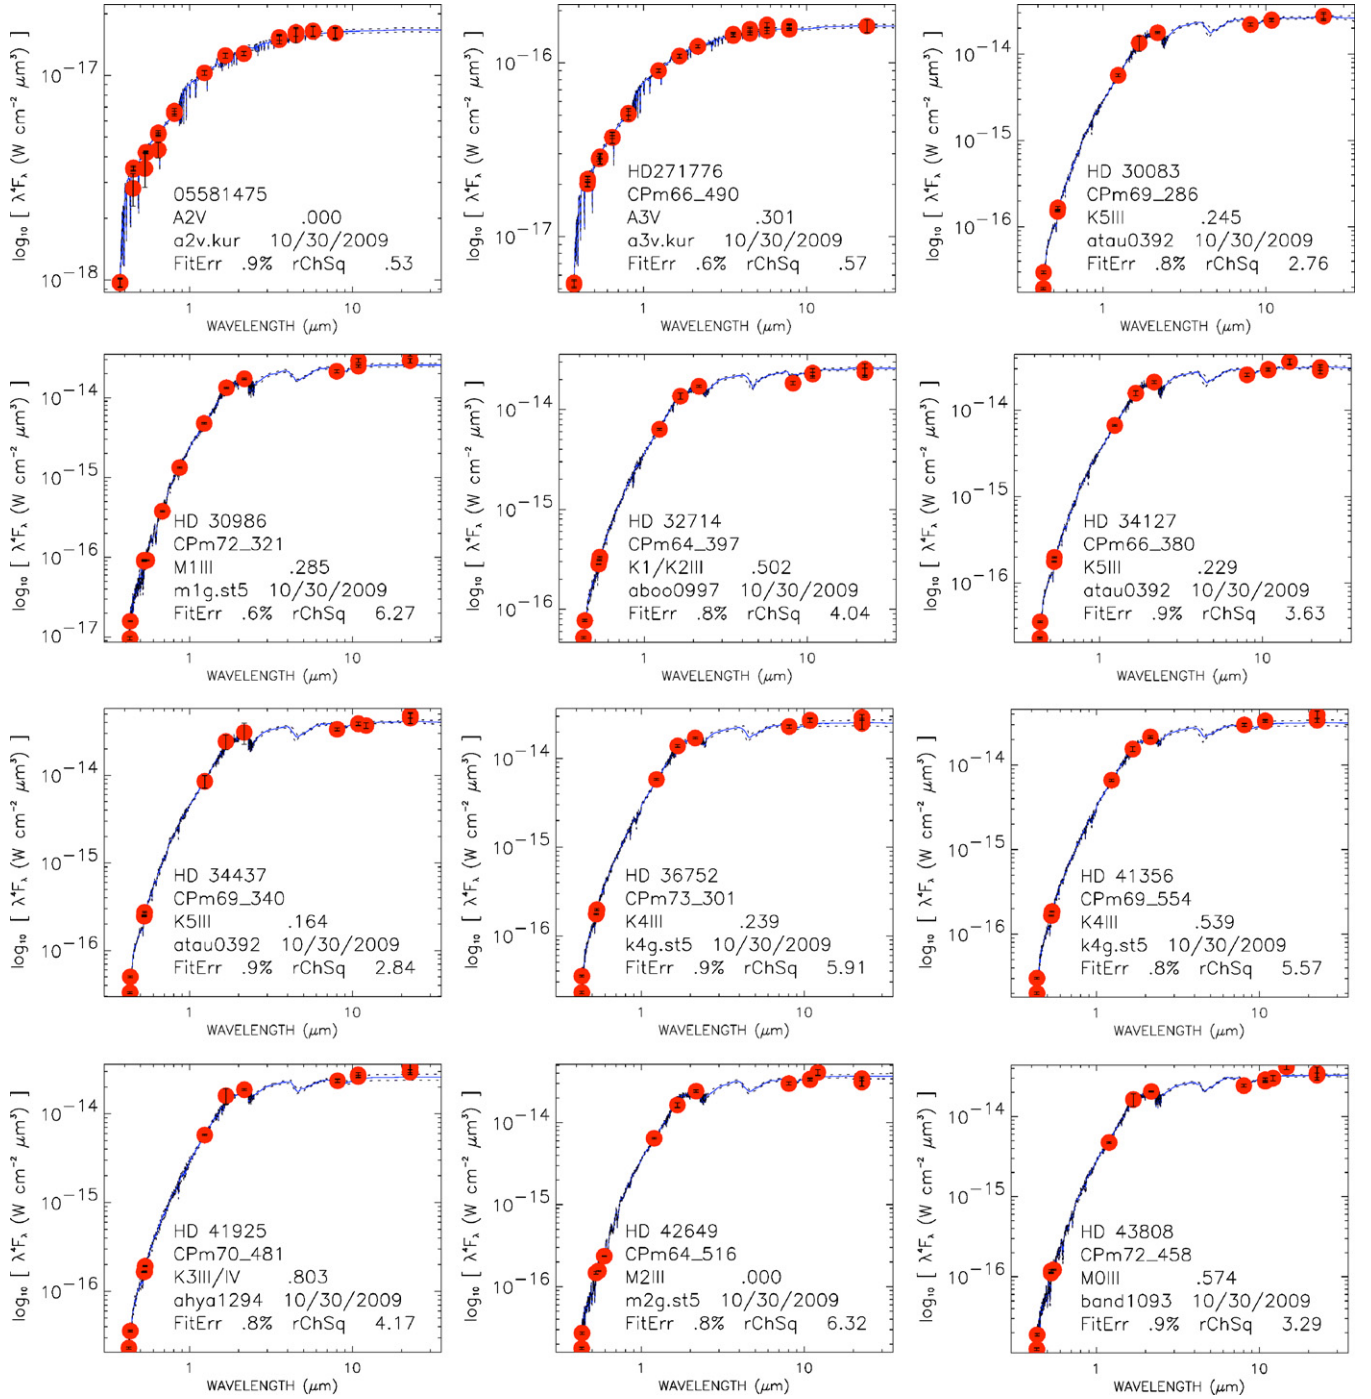 log₁₀ [ λ⁴F_λ (W cm⁻² μm³) ]
10⁻¹⁷
10⁻¹⁸
05581475
A2V .000
a2v.kur 10/30/2009
FitErr .9% rChSq .53
1 10
WAVELENGTH (μm)
log₁₀ [ λ⁴F_λ (W cm⁻² μm³) ]
10⁻¹⁶
10⁻¹⁷
HD271776
CPm66_490
A3V .301
a3v.kur 10/30/2009
FitErr .6% rChSq .57
1 10
WAVELENGTH (μm)
log₁₀ [ λ⁴F_λ (W cm⁻² μm³) ]
10⁻¹⁵
10⁻¹⁶
HD 30083
CPm69_286
K5III .245
atau0392 10/30/2009
FitErr .8% rChSq 2.76
1 10
WAVELENGTH (μm)
log₁₀ [ λ⁴F_λ (W cm⁻² μm³) ]
10⁻¹⁴
10⁻¹⁵
10⁻¹⁶
10⁻¹⁷
HD 30986
CPm72_321
M1III .285
m1g.st5 10/30/2009
FitErr .6% rChSq 6.27
1 10
WAVELENGTH (μm)
log₁₀ [ λ⁴F_λ (W cm⁻² μm³) ]
10⁻¹⁴
10⁻¹⁵
10⁻¹⁶
HD 32714
CPm64_397
K1/K2III .502
aboo0997 10/30/2009
FitErr .8% rChSq 4.04
1 10
WAVELENGTH (μm)
log₁₀ [ λ⁴F_λ (W cm⁻² μm³) ]
10⁻¹⁴
10⁻¹⁵
10⁻¹⁶
HD 34127
CPm66_380
K5III .229
atau0392 10/30/2009
FitErr .9% rChSq 3.63
1 10
WAVELENGTH (μm)
log₁₀ [ λ⁴F_λ (W cm⁻² μm³) ]
10⁻¹⁴
10⁻¹⁵
10⁻¹⁶
HD 34437
CPm69_340
K5III .164
atau0392 10/30/2009
FitErr .9% rChSq 2.84
1 10
WAVELENGTH (μm)
log₁₀ [ λ⁴F_λ (W cm⁻² μm³) ]
10⁻¹⁴
10⁻¹⁵
10⁻¹⁶
HD 36752
CPm73_301
K4III .239
k4g.st5 10/30/2009
FitErr .9% rChSq 5.91
1 10
WAVELENGTH (μm)
log₁₀ [ λ⁴F_λ (W cm⁻² μm³) ]
10⁻¹⁴
10⁻¹⁵
10⁻¹⁶
HD 41356
CPm69_554
K4III .539
k4g.st5 10/30/2009
FitErr .8% rChSq 5.57
1 10
WAVELENGTH (μm)
log₁₀ [ λ⁴F_λ (W cm⁻² μm³) ]
10⁻¹⁴
10⁻¹⁵
10⁻¹⁶
HD 41925
CPm70_481
K3III/IV .803
ahya1294 10/30/2009
FitErr .8% rChSq 4.17
1 10
WAVELENGTH (μm)
log₁₀ [ λ⁴F_λ (W cm⁻² μm³) ]
10⁻¹⁴
10⁻¹⁵
10⁻¹⁶
HD 42649
CPm64_516
M2III .000
m2g.st5 10/30/2009
FitErr .8% rChSq 6.32
1 10
WAVELENGTH (μm)
log₁₀ [ λ⁴F_λ (W cm⁻² μm³) ]
10⁻¹⁴
10⁻¹⁵
10⁻¹⁶
HD 43808
CPm72_458
M0III .574
band1093 10/30/2009
FitErr .9% rChSq 3.29
1 10
WAVELENGTH (μm)